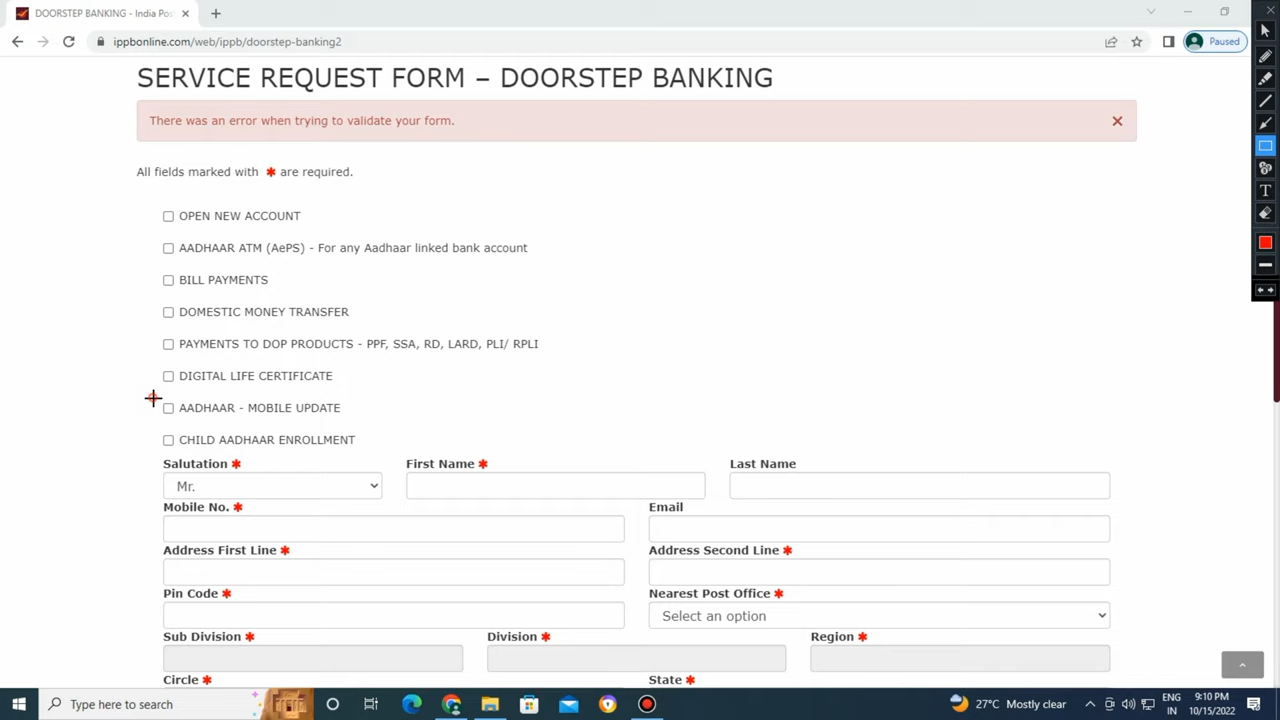 DOORSTEP BANKING - India Pos
ippbonline.com/web/ippb/doorstep-banking2
Paused
SERVICE REQUEST FORM – DOORSTEP BANKING
There was an error when trying to validate your form.
All fields marked with * are required.
OPEN NEW ACCOUNT
AADHAAR ATM (AePS) - For any Aadhaar linked bank account
BILL PAYMENTS
DOMESTIC MONEY TRANSFER
PAYMENTS TO DOP PRODUCTS - PPF, SSA, RD, LARD, PLI/ RPLI
DIGITAL LIFE CERTIFICATE
AADHAAR - MOBILE UPDATE
CHILD AADHAAR ENROLLMENT
Salutation * First Name * Last Name
Mr.
Mobile No. * Email
Address First Line * Address Second Line *
Pin Code * Nearest Post Office *
Select an option
Sub Division * Division * Region *
Circle * State *
Type here to search
27°C Mostly clear
ENG
IN
9:10 PM
10/15/2022